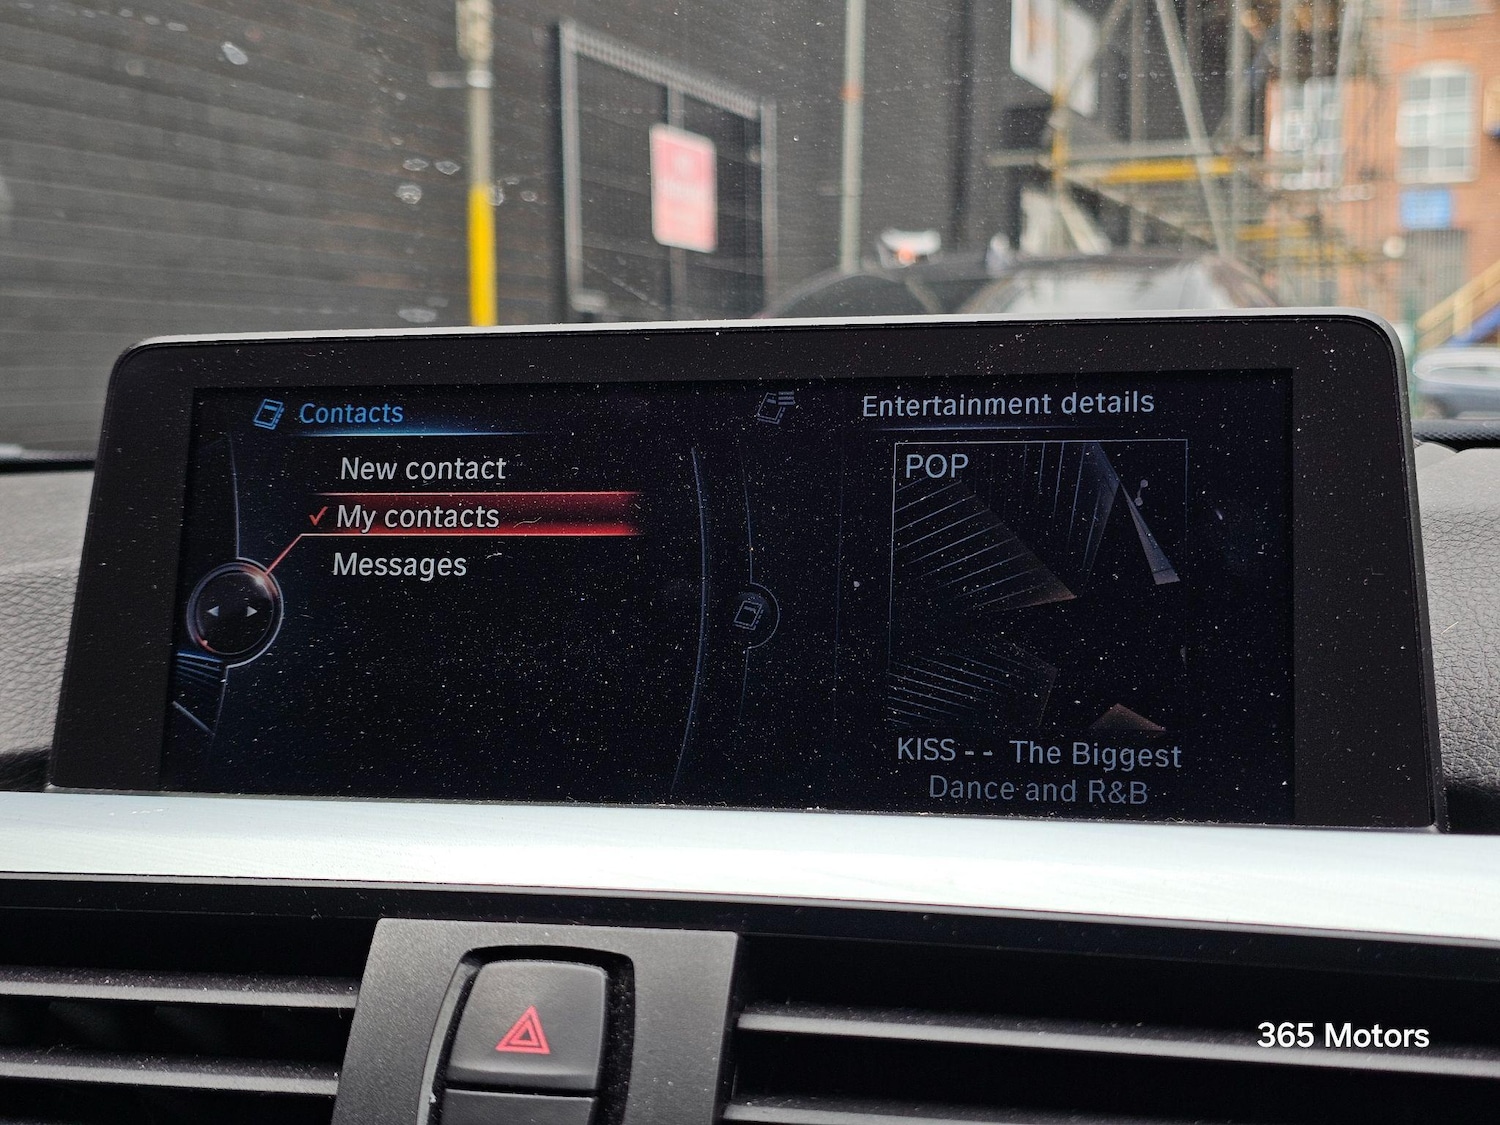 Contacts
New contact
My contacts
Messages
Entertainment details
POP
KISS - - The Biggest
Dance and R&B
365 Motors